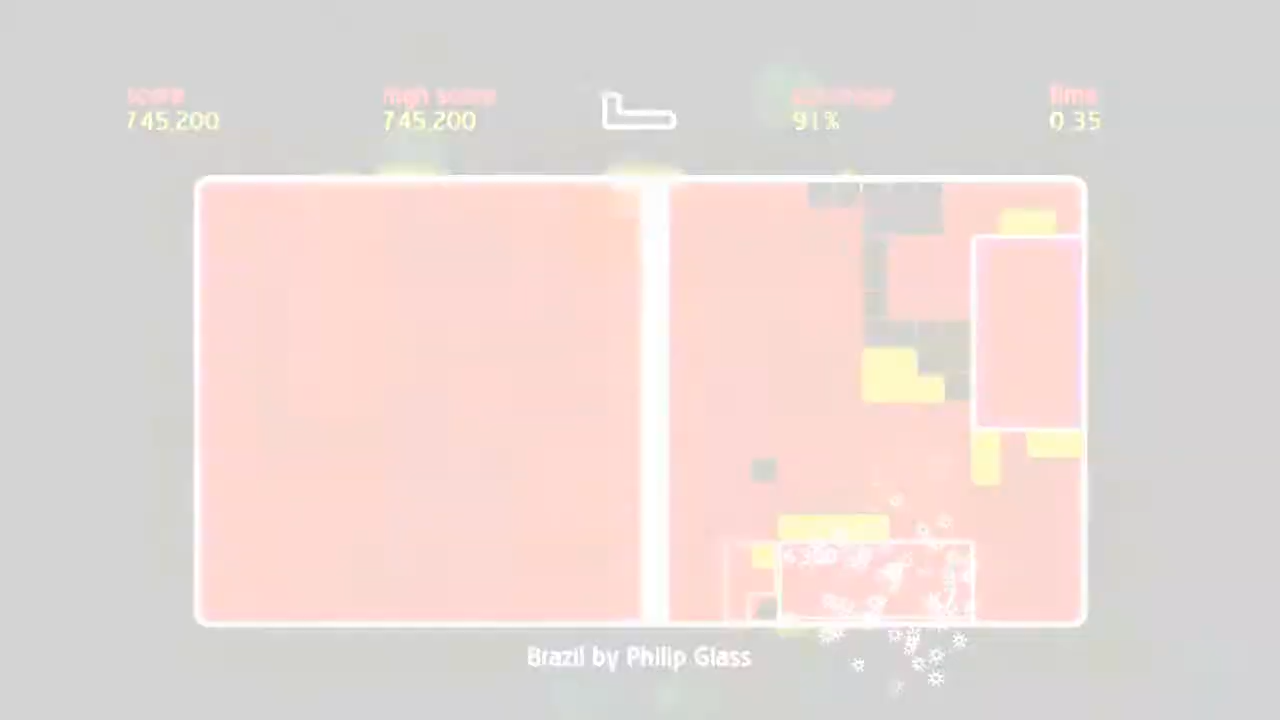 score
745,200
high score
745,200
91%
time
0:35
Brazil by Philip Glass